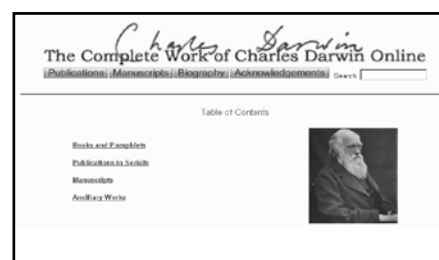 Charles Darwin
The Complete Work of Charles Darwin Online
Publications Manuscripts Biography Acknowledgements Search
Table of Contents
Books and Pamphlets
Publications in Serials
Manuscripts
Ancillary Works